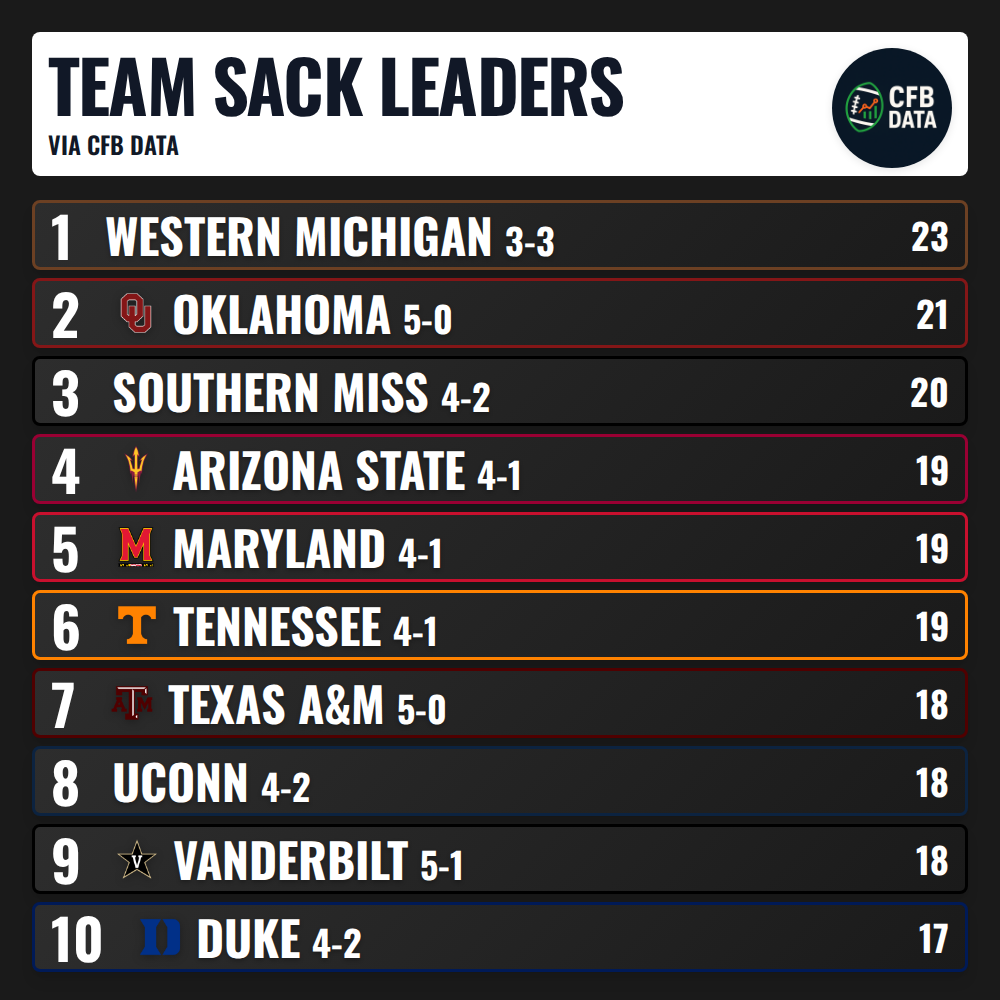 TEAM SACK LEADERS
VIA CFB DATA
CFB
DATA
1 WESTERN MICHIGAN 3-3 23
2 OU OKLAHOMA 5-0 21
3 SOUTHERN MISS 4-2 20
4 ARIZONA STATE 4-1 19
5 M MARYLAND 4-1 19
6 T TENNESSEE 4-1 19
7 ATM TEXAS A&M 5-0 18
8 UCONN 4-2 18
9 V VANDERBILT 5-1 18
10 D DUKE 4-2 17